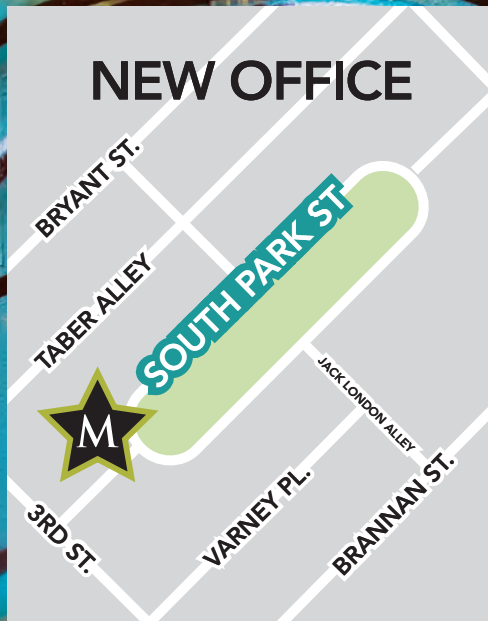 NEW OFFICE
BRYANT ST.
TABER ALLEY
SOUTH PARK ST
M
JACK LONDON ALLEY
3RD ST.
VARNEY PL.
BRANNAN ST.